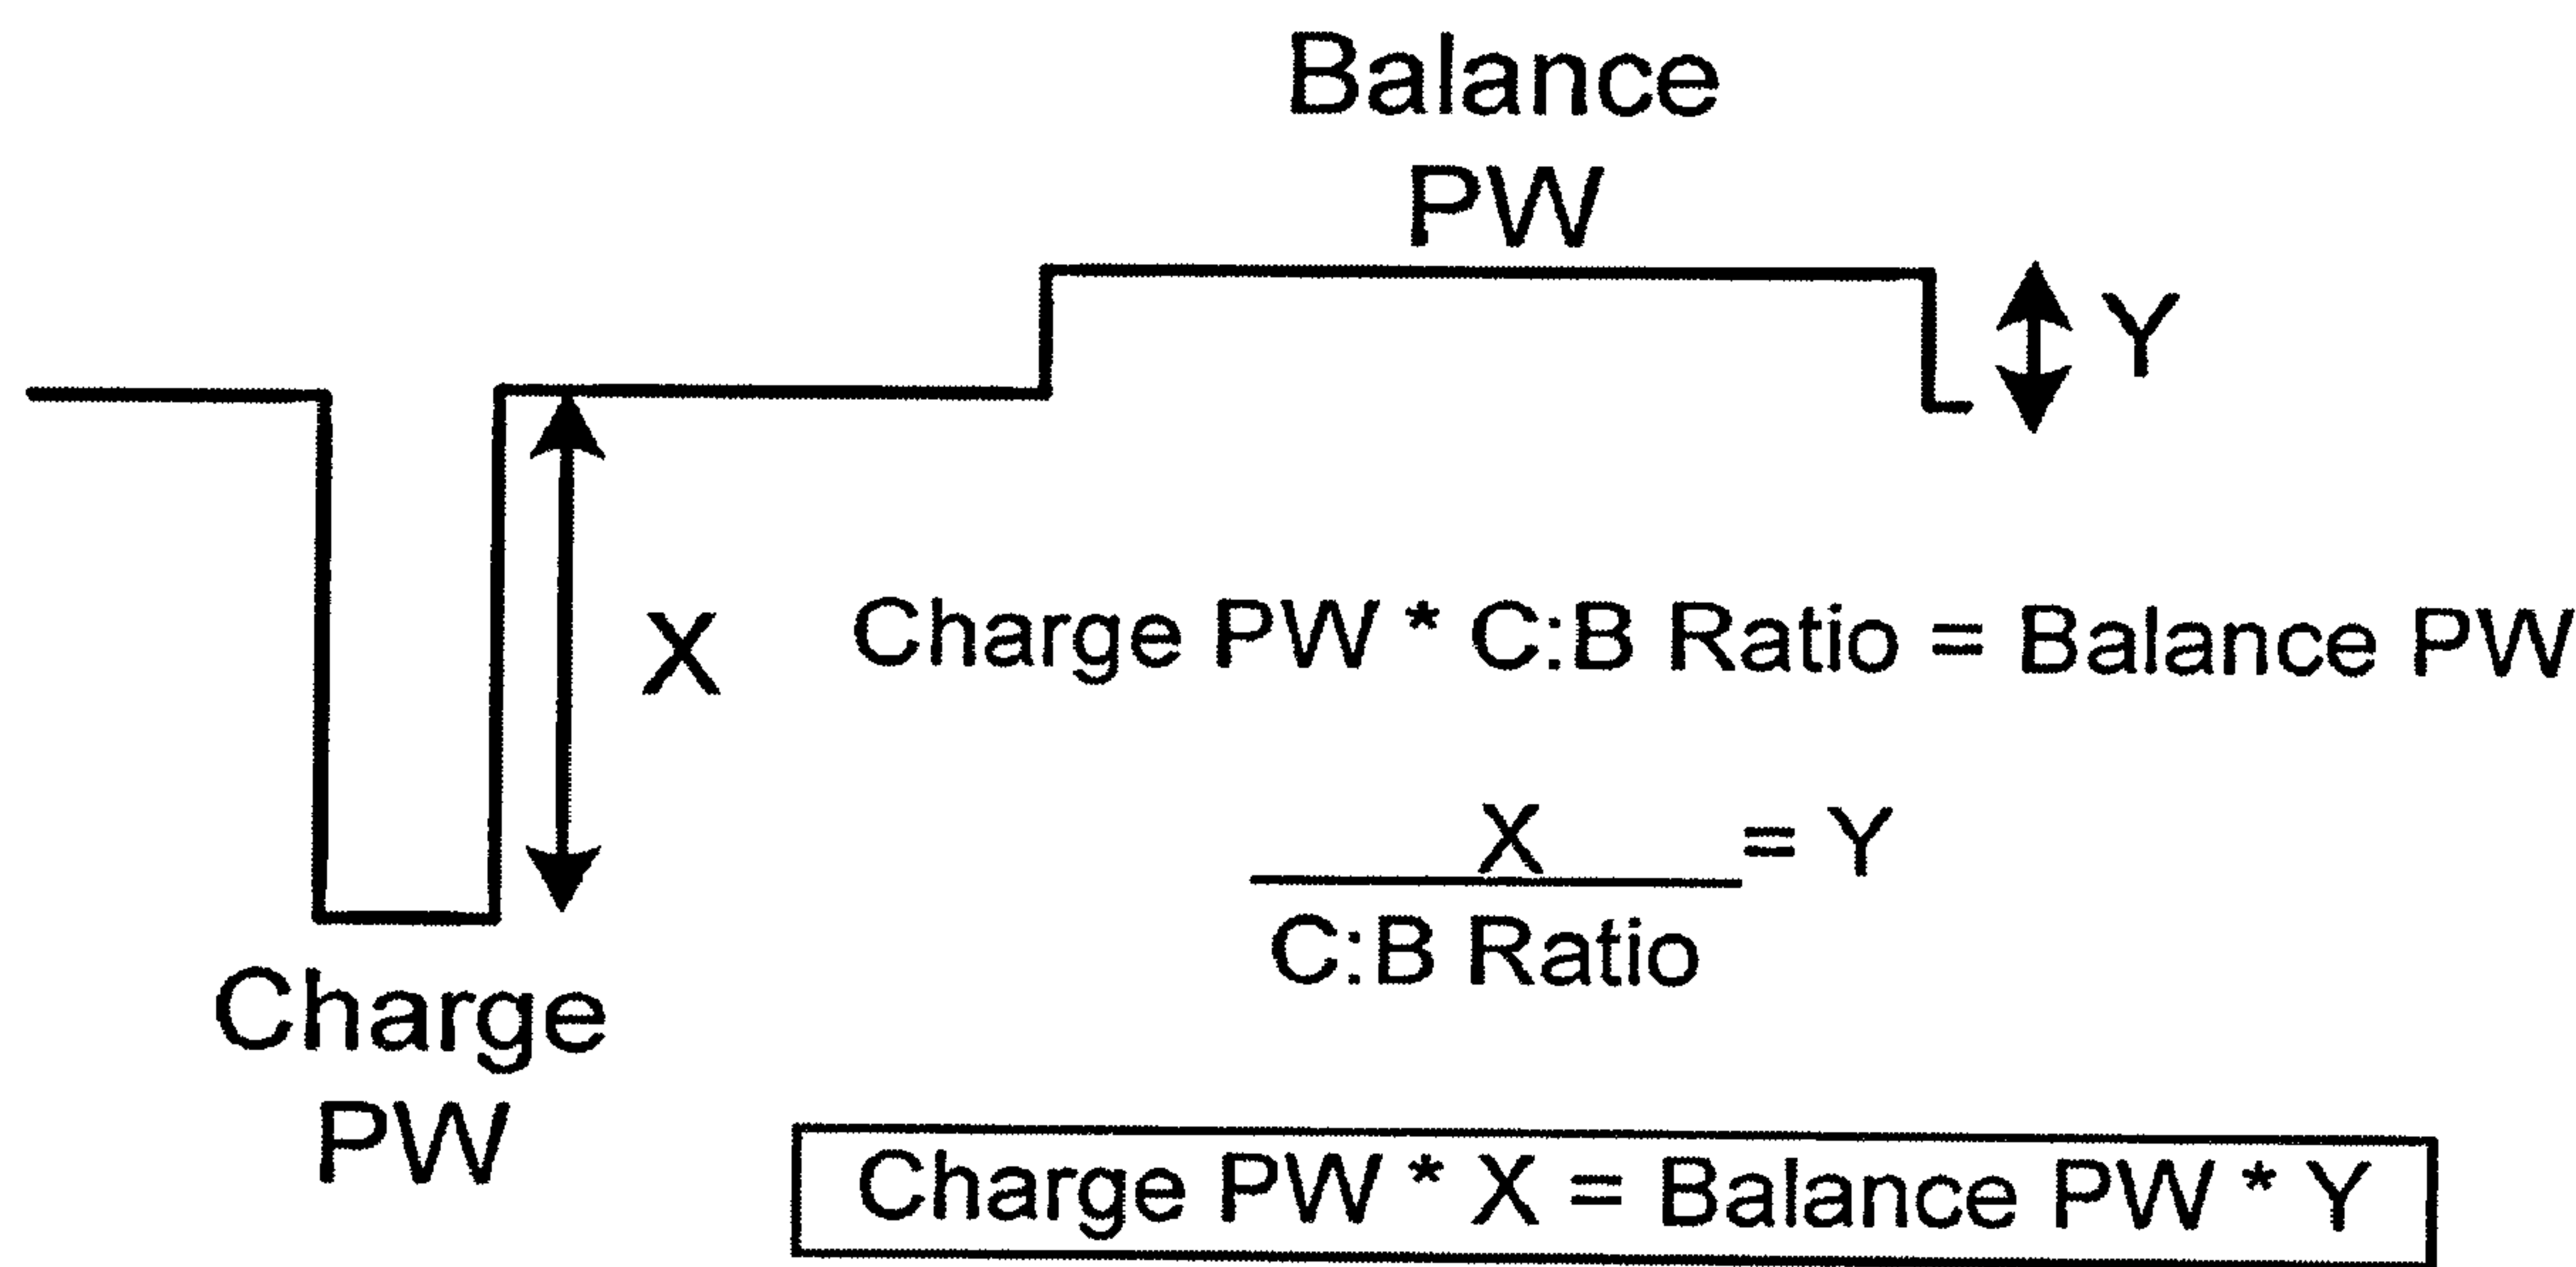 Balance
PW
Y
X
Charge PW * C:B Ratio = Balance PW
X = Y
C:B Ratio
Charge
PW
Charge PW * X = Balance PW * Y